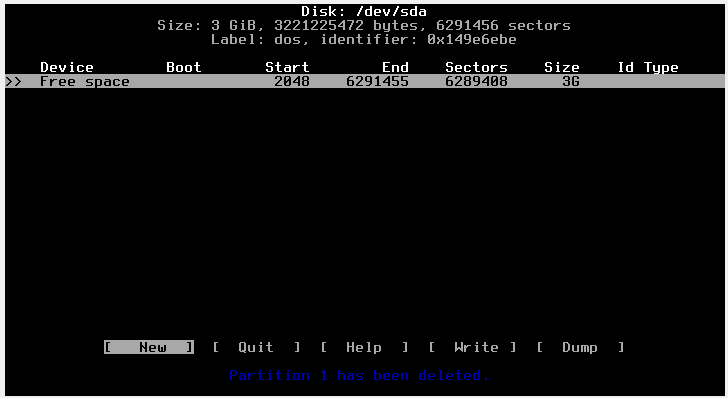 Disk: /dev/sda
Size: 3 GiB, 3221225472 bytes, 6291456 sectors
Label: dos, identifier: 0x149e6ebe
Device Boot Start End Sectors Size Id Type
>> Free space 2048 6291455 6289408 3G
[ New ] [ Quit ] [ Help ] [ Write ] [ Dump ]
Partition 1 has been deleted.